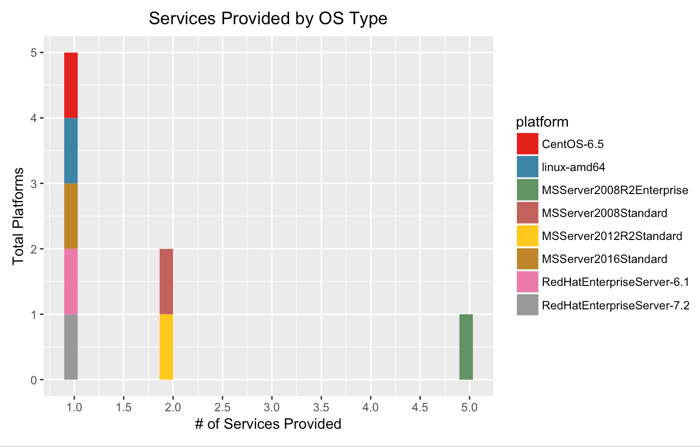 Services Provided by OS Type
5
4
3
2
1
0
Total Platforms
1.0 1.5 2.0 2.5 3.0 3.5 4.0 4.5 5.0
# of Services Provided
platform
CentOS-6.5
linux-amd64
MSServer2008R2Enterprise
MSServer2008Standard
MSServer2012R2Standard
MSServer2016Standard
RedHatEnterpriseServer-6.1
RedHatEnterpriseServer-7.2